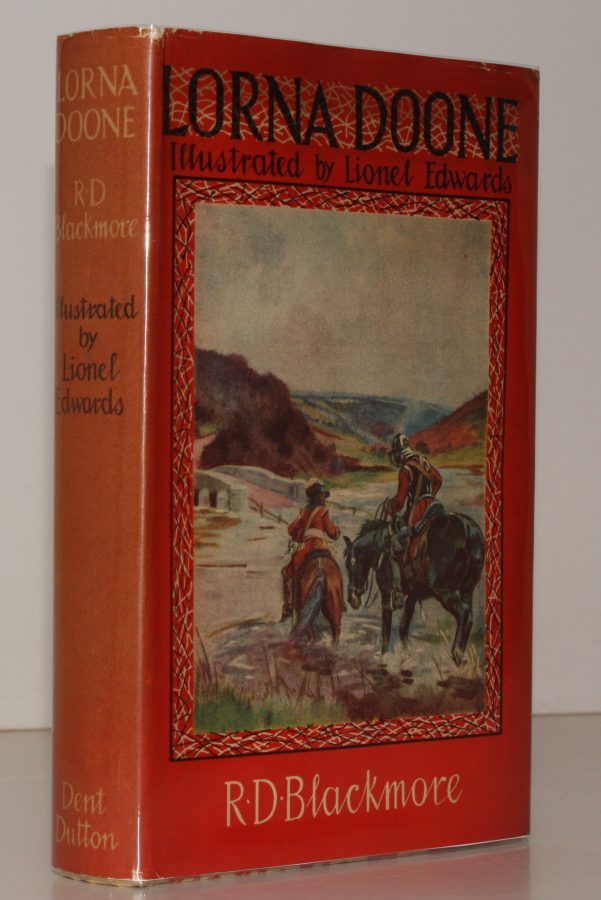 LORNA
DOONE
R·D
Blackmore
Illustrated
by
Lionel
Edwards
Dent
Dutton
LORNA DOONE
Illustrated by Lionel Edwards
R·D·Blackmore